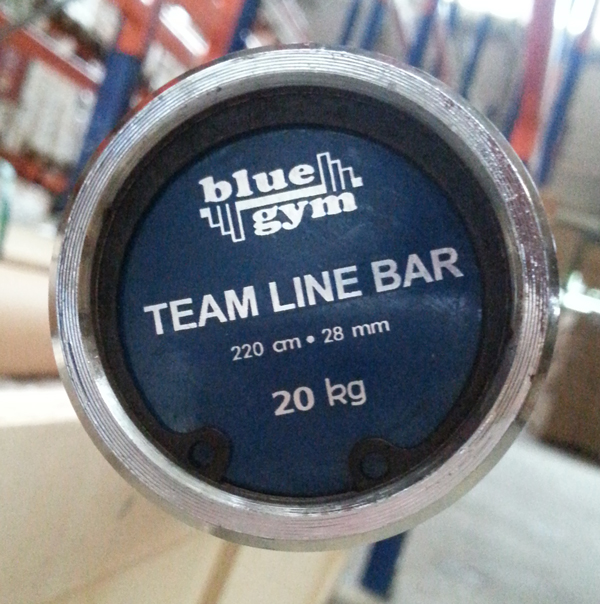 blue
gym
TEAM LINE BAR
220 cm • 28 mm
20 kg